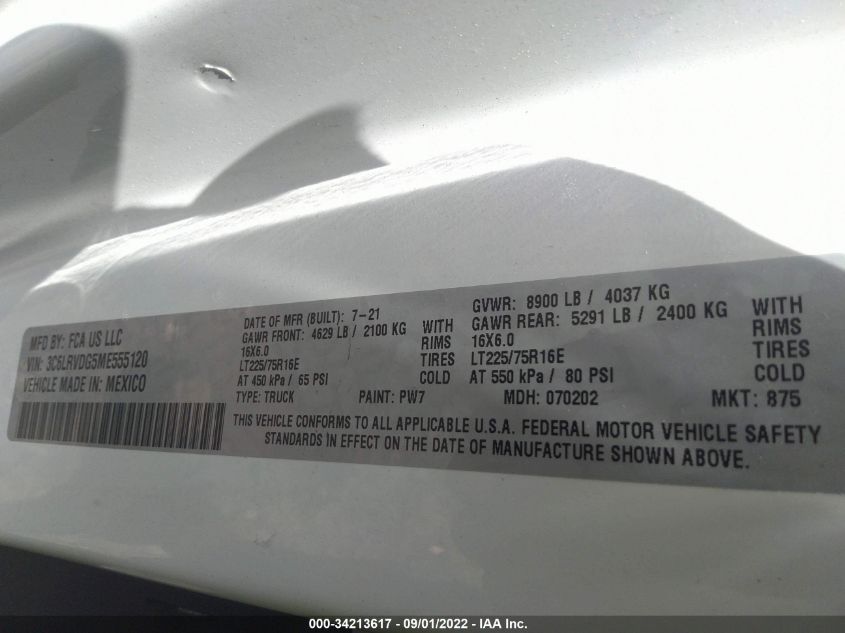 MFD BY: FCA US LLC
VIN: 3C6LRVDG5ME555120
VEHICLE MADE IN: MEXICO
DATE OF MFR (BUILT): 7-21
GAWR FRONT: 4629 LB / 2100 KG WITH
16X6.0 RIMS
LT225/75R16E TIRES
AT 450 kPa / 65 PSI COLD
GVWR: 8900 LB / 4037 KG
GAWR REAR: 5291 LB / 2400 KG WITH
16X6.0 RIMS
LT225/75R16E TIRES
AT 550 kPa / 80 PSI COLD
TYPE: TRUCK PAINT: PW7 MDH: 070202 MKT: 875
THIS VEHICLE CONFORMS TO ALL APPLICABLE U.S.A. FEDERAL MOTOR VEHICLE SAFETY
STANDARDS IN EFFECT ON THE DATE OF MANUFACTURE SHOWN ABOVE.
000-34213617 - 09/01/2022 - IAA Inc.